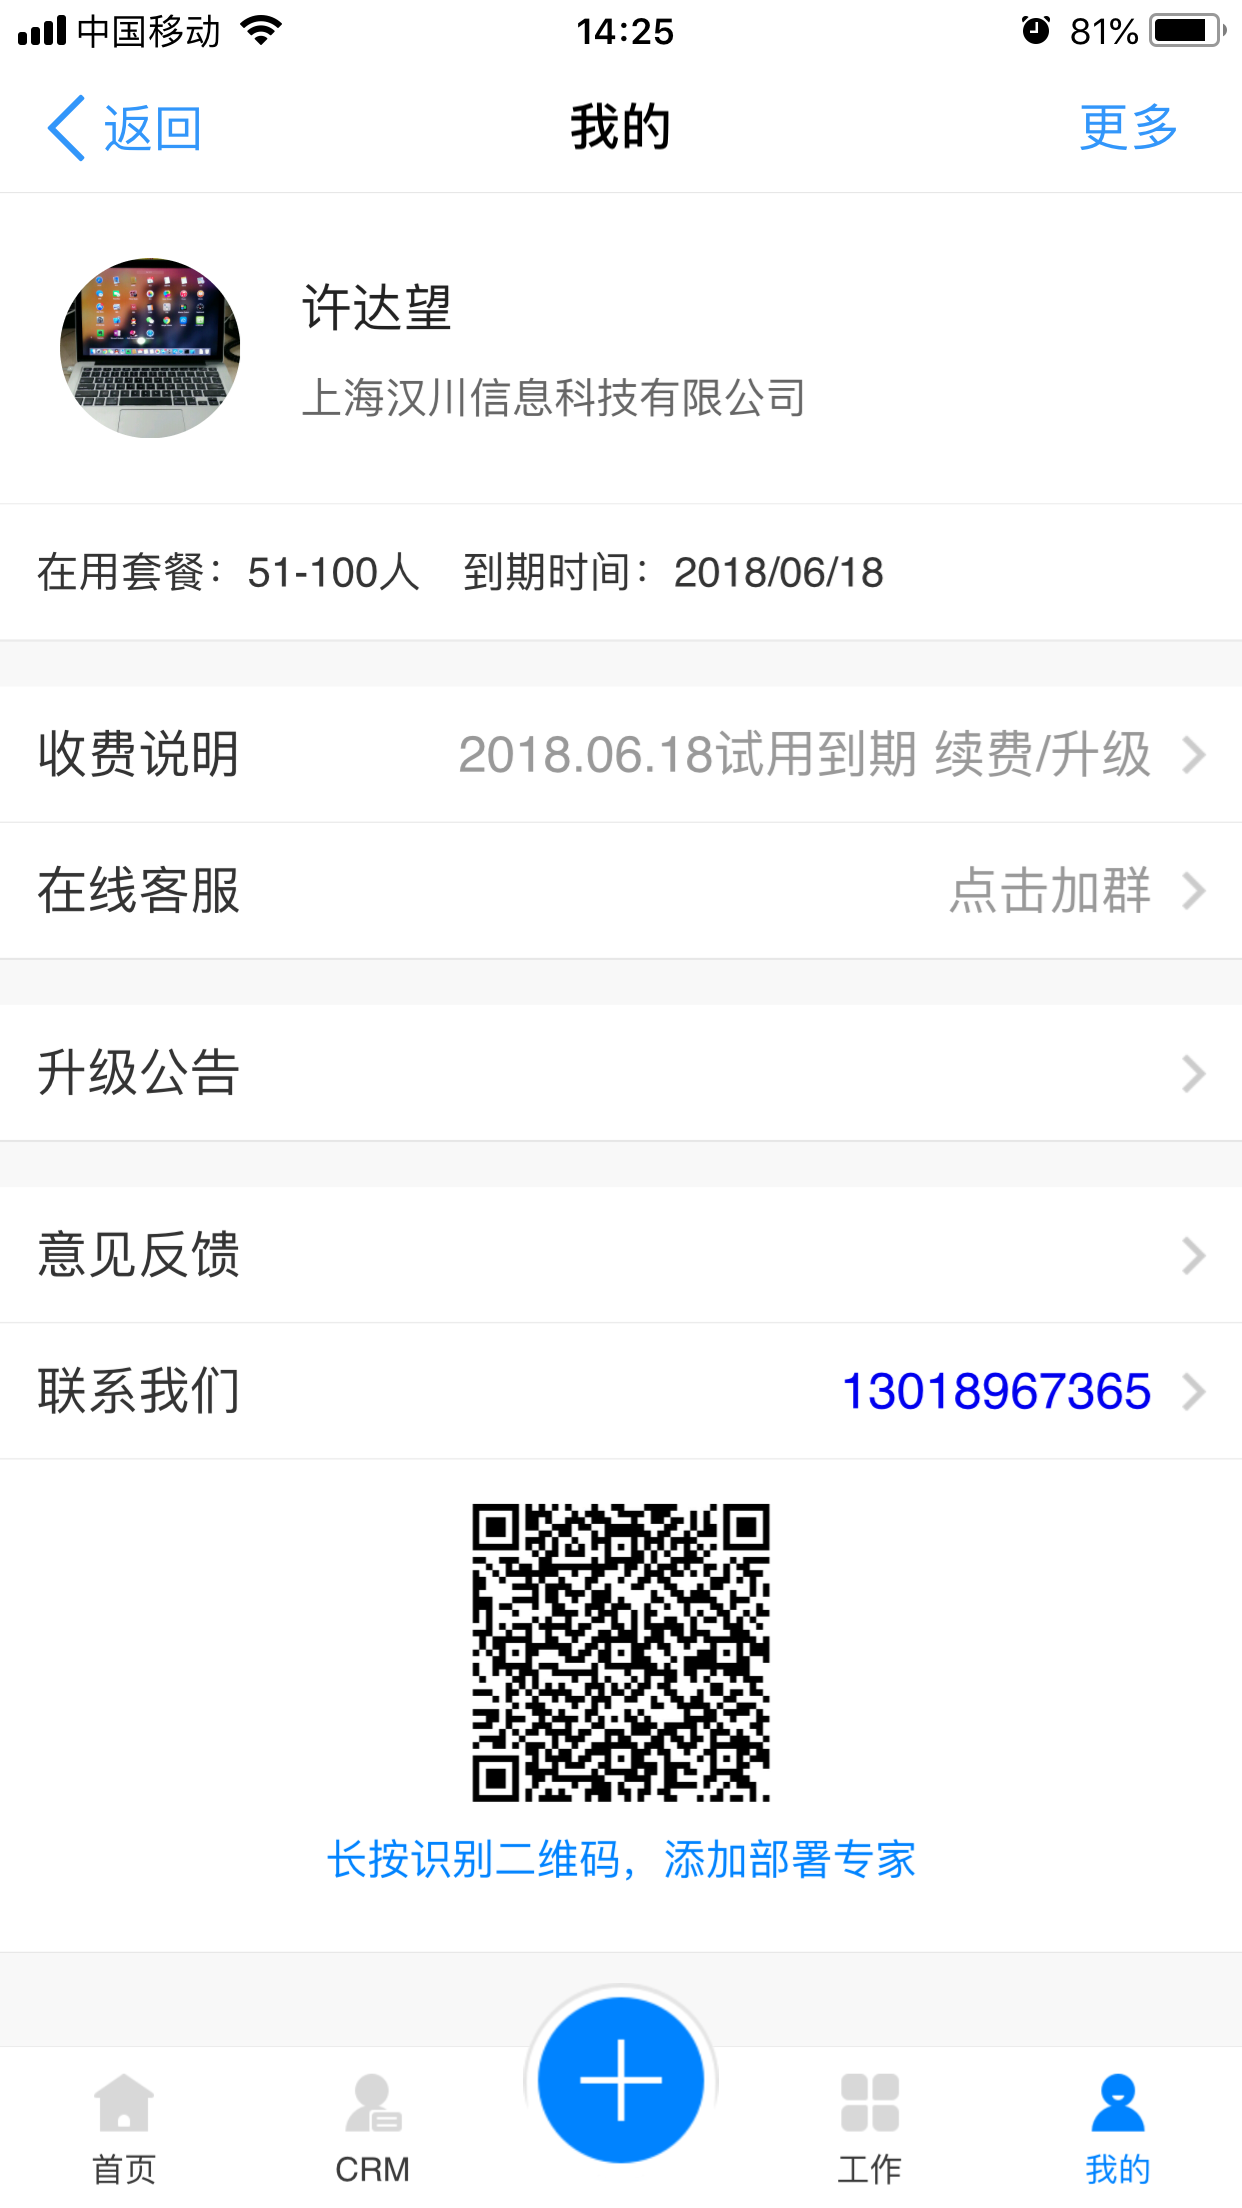 中国移动 14:25 81%
返回 我的 更多
许达望
上海汉川信息科技有限公司
在用套餐：51-100人 到期时间：2018/06/18
收费说明 2018.06.18试用到期 续费/升级
在线客服 点击加群
升级公告
意见反馈
联系我们 13018967365
长按识别二维码，添加部署专家
首页 CRM 工作 我的